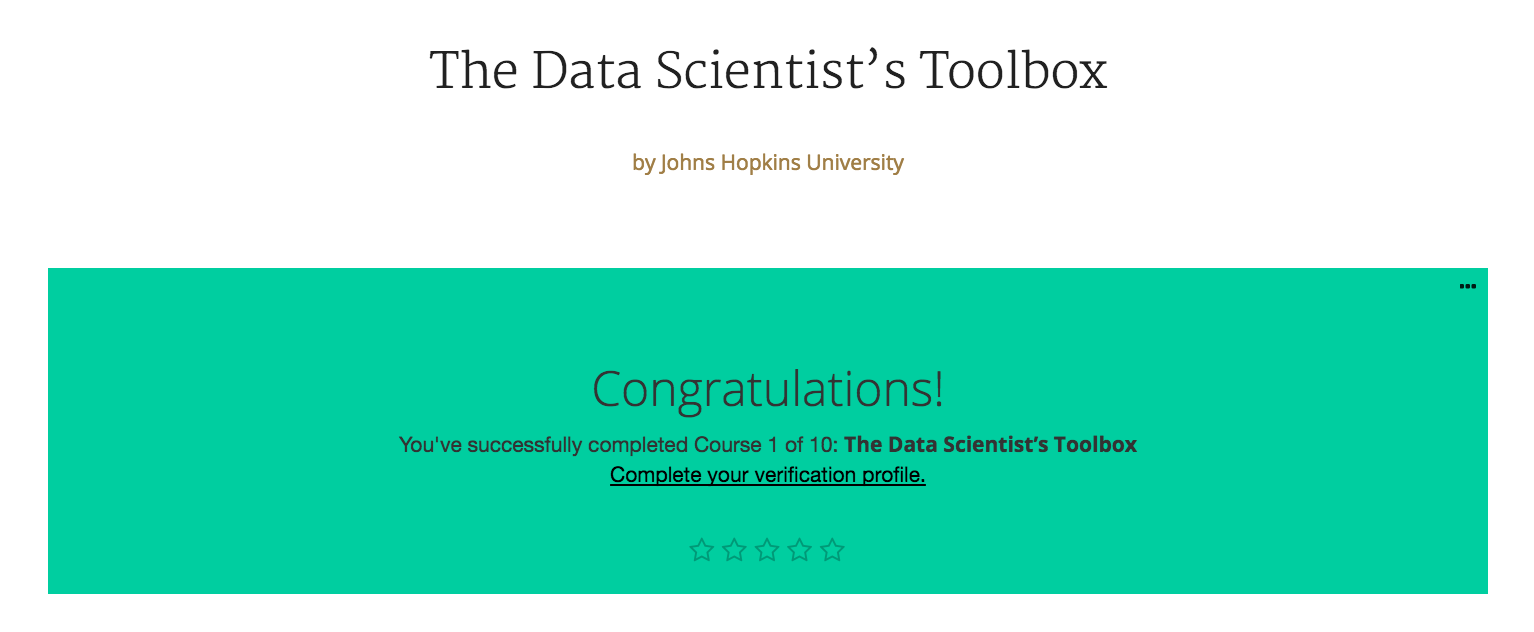 The Data Scientist’s Toolbox
by Johns Hopkins University
Congratulations!
You've successfully completed Course 1 of 10: The Data Scientist’s Toolbox
Complete your verification profile.